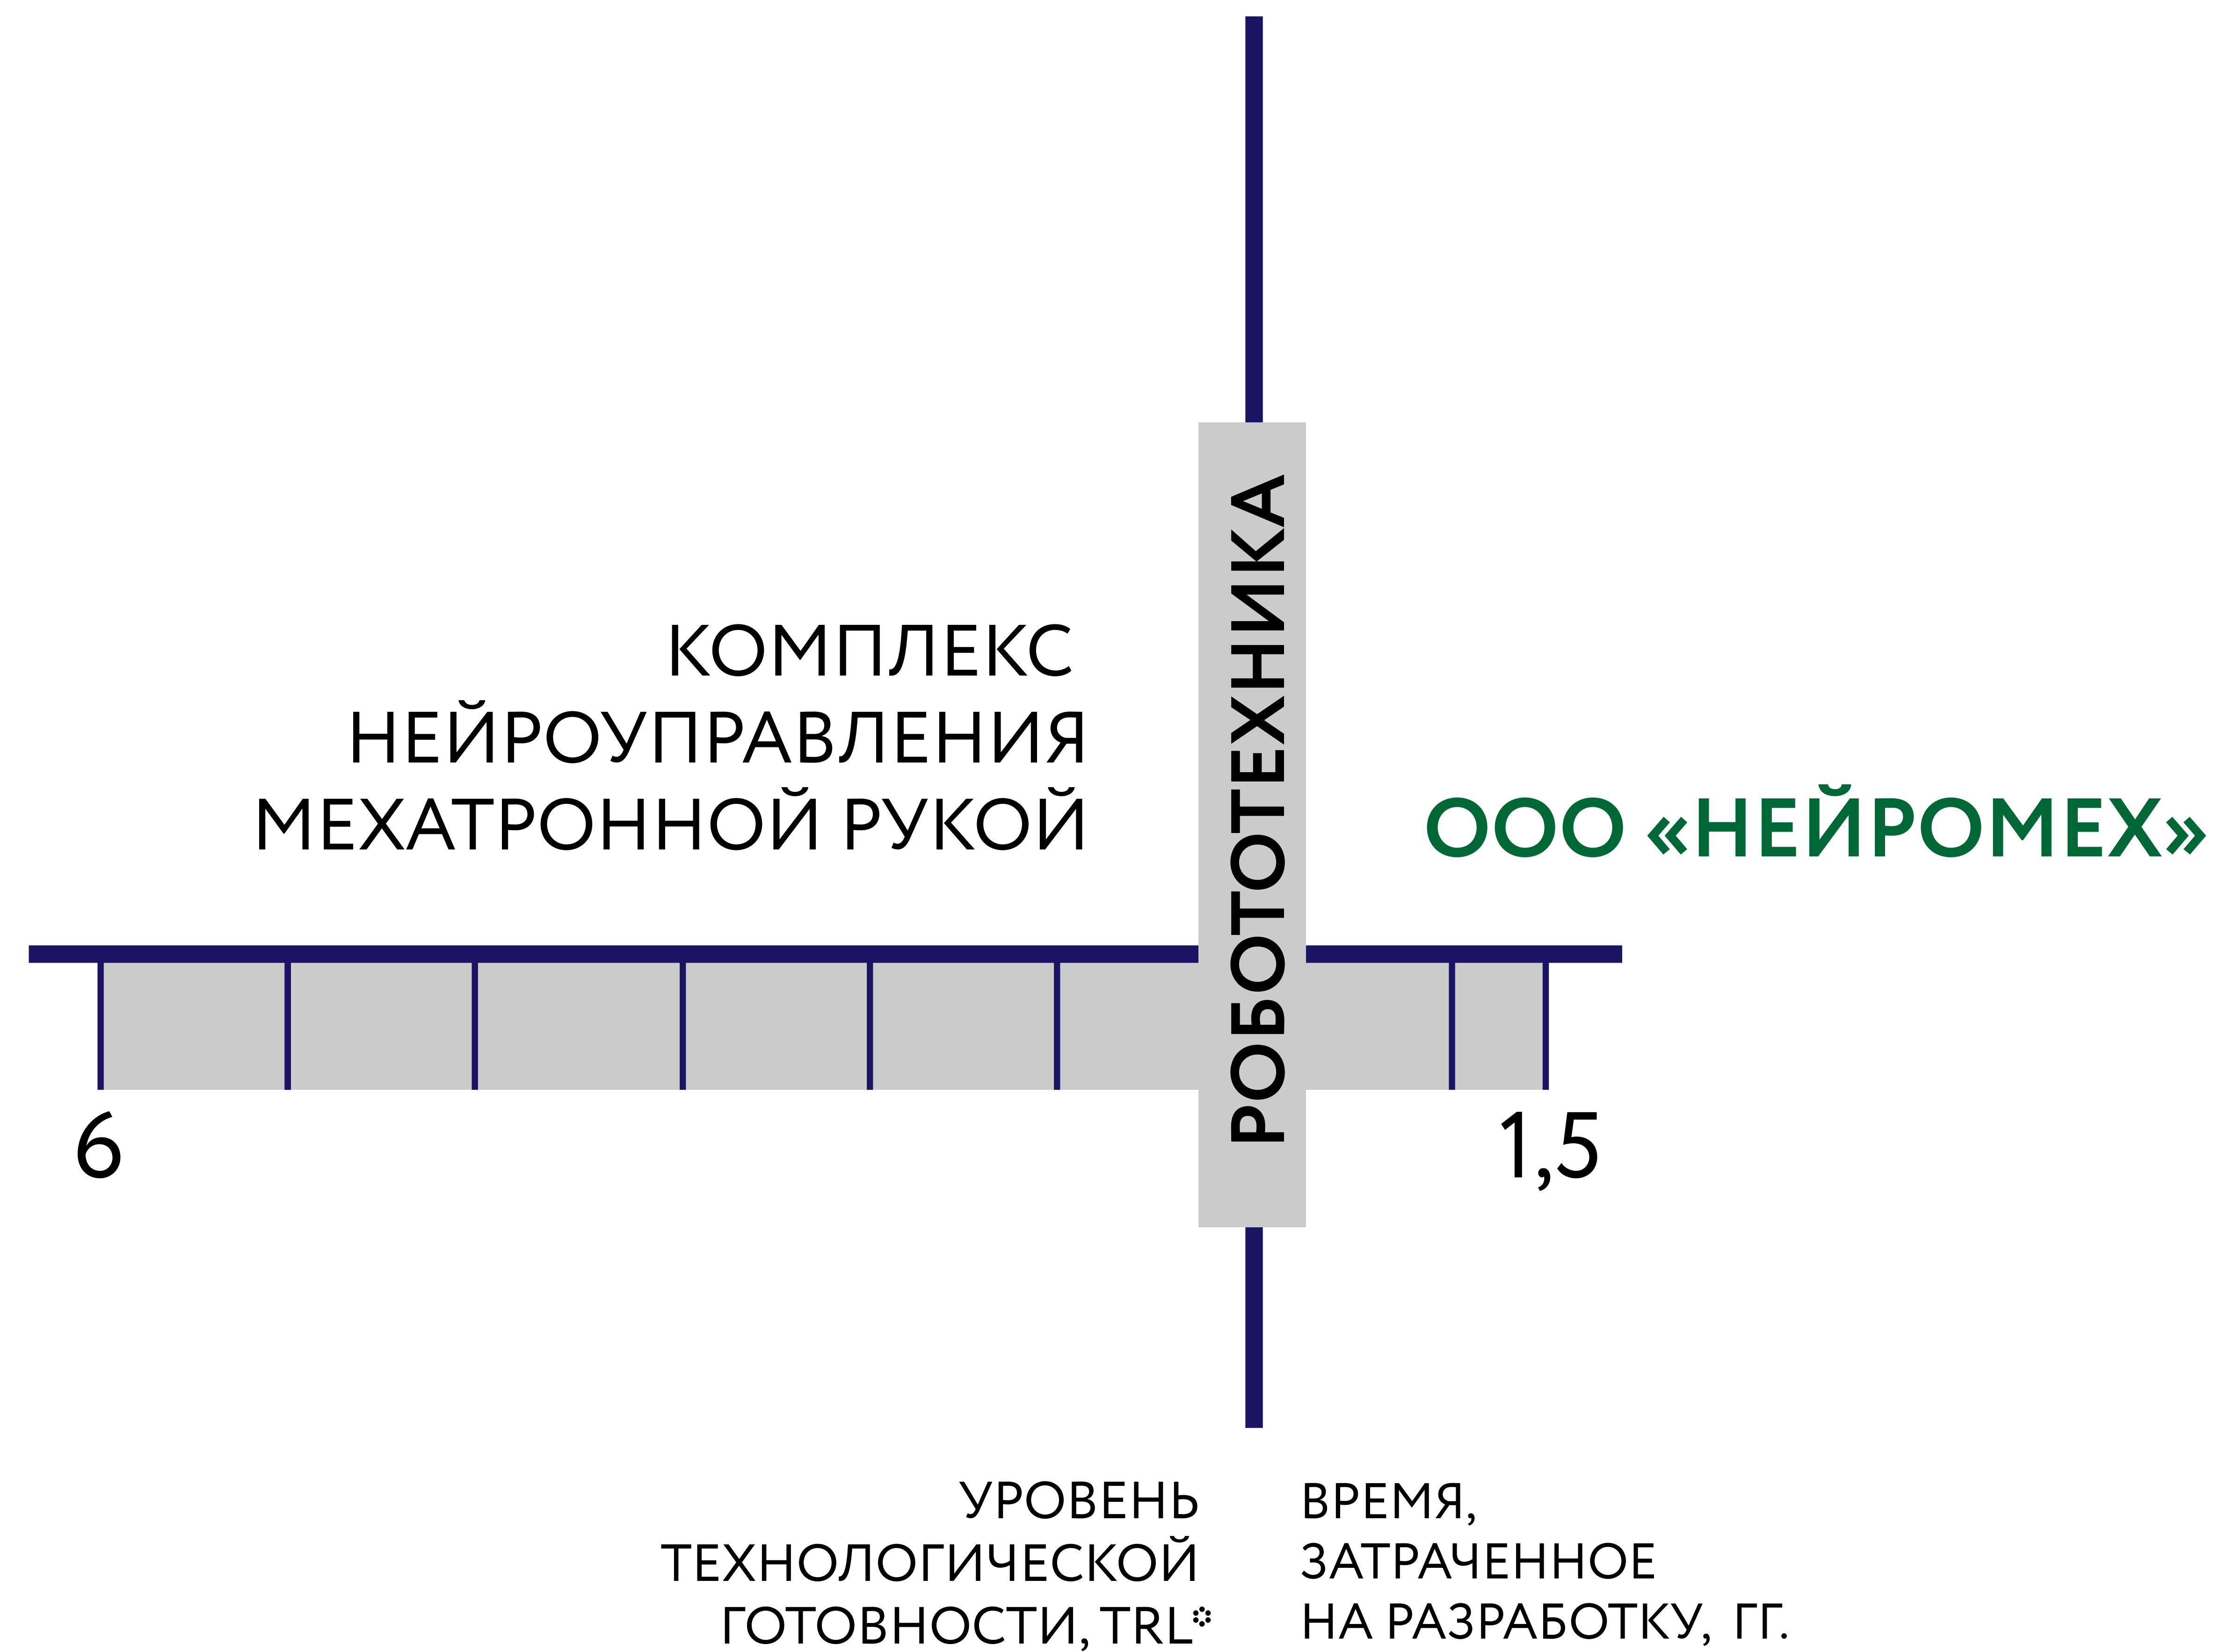 КОМПЛЕКС
НЕЙРОУПРАВЛЕНИЯ
МЕХАТРОННОЙ РУКОЙ
РОБОТОТЕХНИКА
ООО «НЕЙРОМЕХ»
6
1,5
УРОВЕНЬ
ТЕХНОЛОГИЧЕСКОЙ
ГОТОВНОСТИ, TRL*
ВРЕМЯ,
ЗАТРАЧЕННОЕ
НА РАЗРАБОТКУ, ГГ.